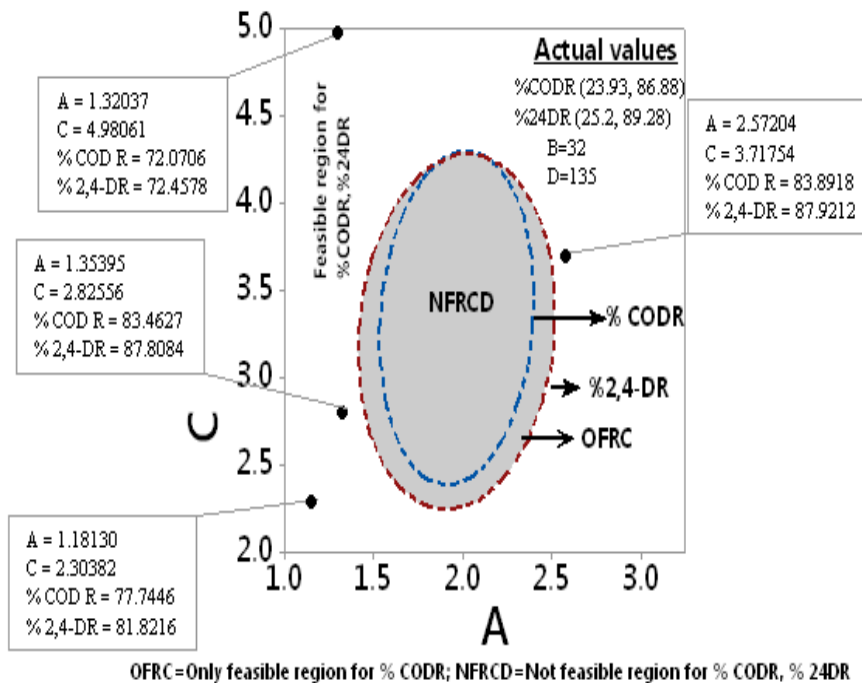 5.0
4.5
4.0
3.5
3.0
2.5
2.0
C
1.0
1.5
2.0
2.5
3.0
A
Actual values
%CODR (23.93, 86.88)
%24DR (25.2, 89.28)
B=32
D=135
Feasible region for
%CODR, %24DR
A = 1.32037
C = 4.98061
% COD R = 72.0706
% 2,4-DR = 72.4578
A = 2.57204
C = 3.71754
% COD R = 83.8918
% 2,4-DR = 87.9212
A = 1.35395
C = 2.82556
% COD R = 83.4627
% 2,4-DR = 87.8084
A = 1.18130
C = 2.30382
% COD R = 77.7446
% 2,4-DR = 81.8216
NFRCD
% CODR
%2,4-DR
OFRC
OFRC=Only feasible region for % CODR; NFRCD=Not feasible region for % CODR, % 24DR